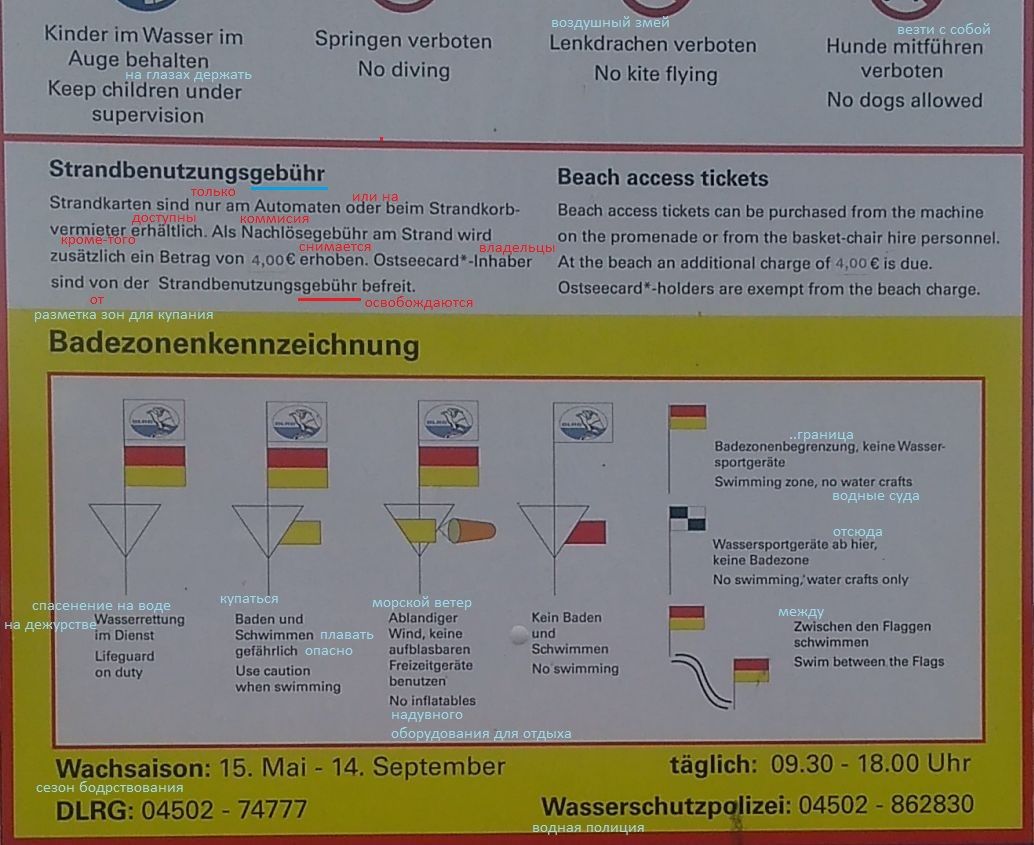 воздушный змей
везти с собой
Kinder im Wasser im
Auge behalten
на глазах держать
Keep children under
supervision
Springen verboten
No diving
Lenkdrachen verboten
No kite flying
Hunde mitführen
verboten
No dogs allowed
Strandbenutzungsgebühr
только
или на
Strandkarten sind nur am Automaten oder beim Strandkorb-
доступны
коммисия
vermieter erhältlich. Als Nachlösegebühr am Strand wird
кроме-того
снимается
владельцы
zusätzlich ein Betrag von 4,00 € erhoben. Ostseecard*-Inhaber
sind von der Strandbenutzungsgebühr befreit.
от
освобождаются
Beach access tickets
Beach access tickets can be purchased from the machine
on the promenade or from the basket-chair hire personnel.
At the beach an additional charge of 4,00 € is due.
Ostseecard*-holders are exempt from the beach charge.
разметка зон для купания
Badezonenkennzeichnung
DLRG
DLRG
DLRG
DLRG
спасенение на воде
на дежурстве
Wasserrettung
im Dienst
Lifeguard
on duty
купаться
Baden und
Schwimmen
плавать
gefährlich
опасно
Use caution
when swimming
морской ветер
Ablandiger
Wind, keine
aufblasbaren
Freizeitgeräte
benutzen
No inflatables
надувного
оборудования для отдыха
Kein Baden
und
Schwimmen
No swimming
..граница
Badezonenbegrenzung, keine Wasser-
sportgeräte
Swimming zone, no water crafts
водные суда
отсюда
Wassersportgeräte ab hier,
keine Badezone
No swimming, water crafts only
между
Zwischen den Flaggen
schwimmen
Swim between the Flags
Wachsaison: 15. Mai - 14. September
täglich: 09.30 - 18.00 Uhr
сезон бодрствования
DLRG: 04502 - 74777
Wasserschutzpolizei: 04502 - 862830
водная полиция